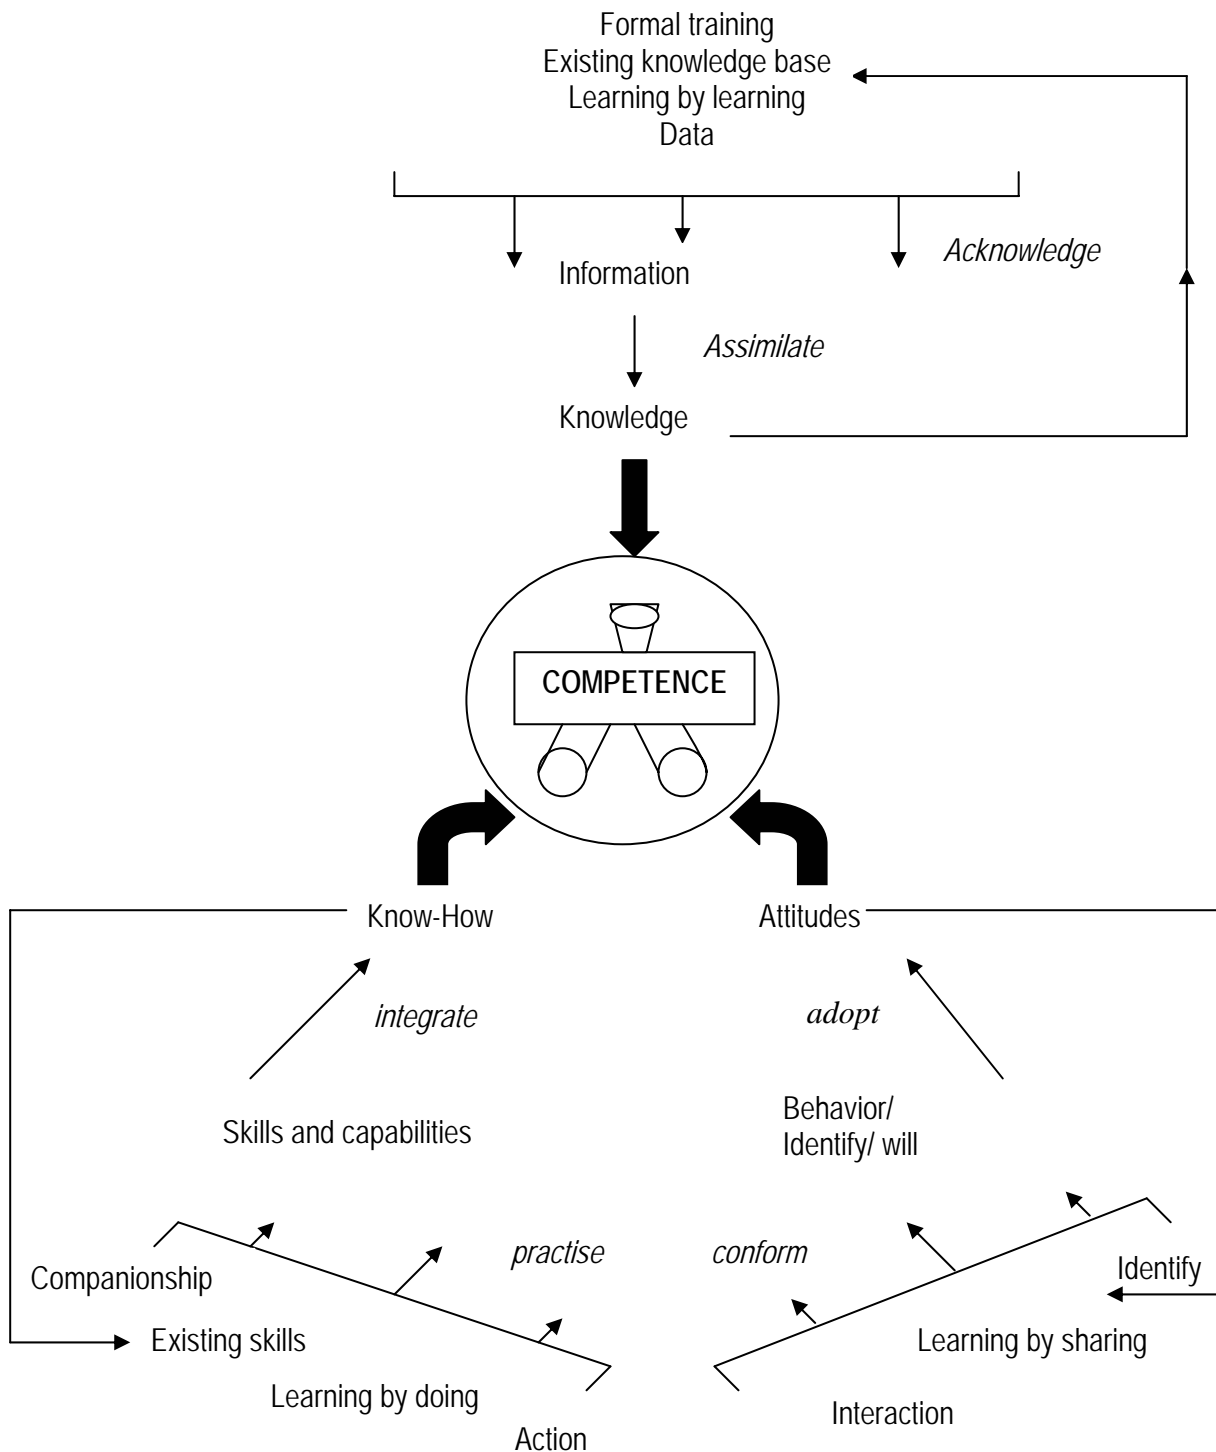 Formal training
Existing knowledge base
Learning by learning
Data
Acknowledge
Information
Assimilate
Knowledge
COMPETENCE
Know-How
Attitudes
integrate
adopt
Behavior/
Identify/ will
Skills and capabilities
practise
conform
Companionship
Identify
Existing skills
Learning by sharing
Learning by doing
Interaction
Action